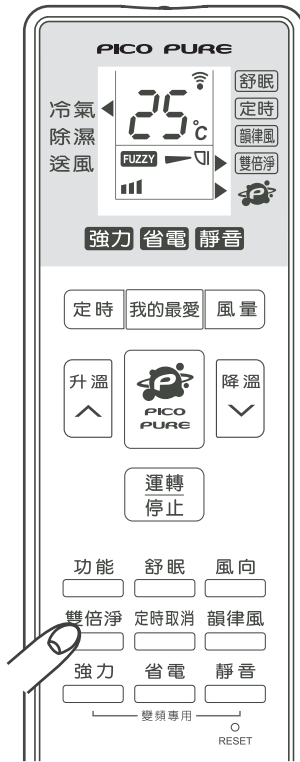 PICO PURE
冷氣 舒眠
除濕 25°C 定時
送風 韻律風
FUZZY 雙倍淨
P
強力 省電 靜音
定時 我的最愛 風量
升溫 P 降溫
PICO
PURE
運轉
停止
功能 舒眠 風向
雙倍淨 定時取消 韻律風
強力 省電 靜音
變頻專用
RESET